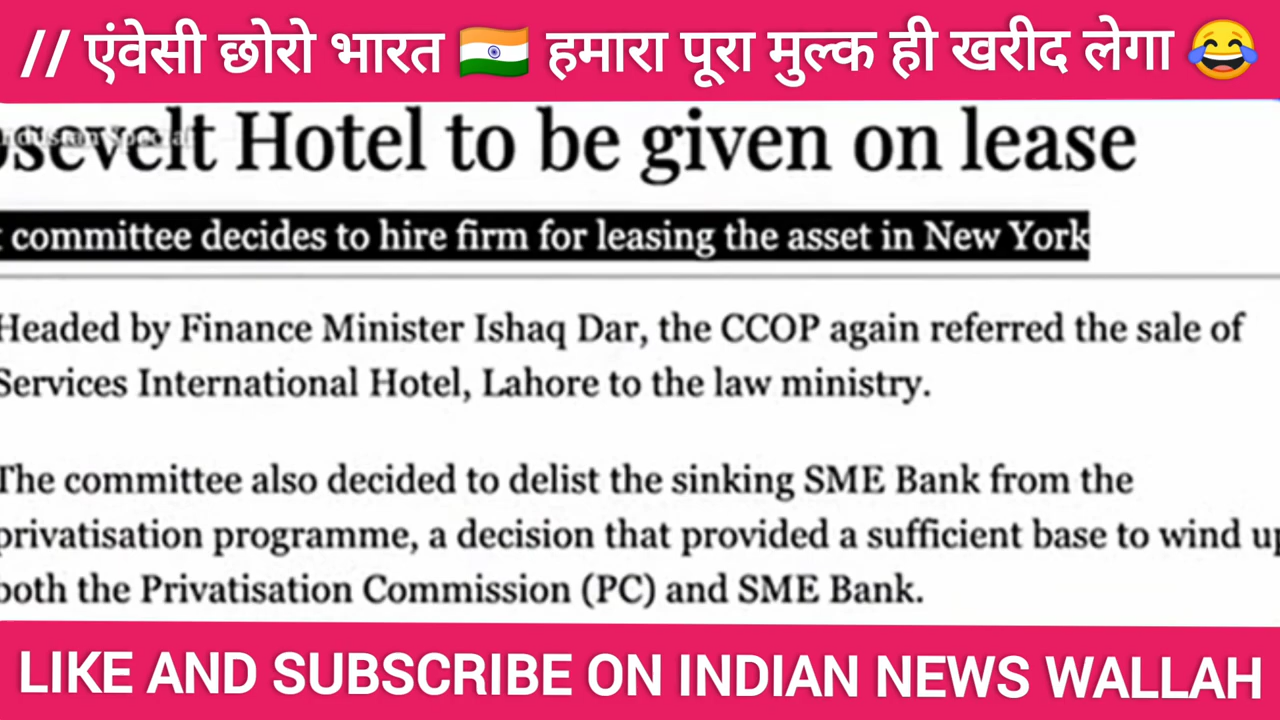 // एंवेसी छोरो भारत 🇮🇳 हमारा पूरा मुल्क ही खरीद लेगा 😂
osevelt Hotel to be given on lease
t committee decides to hire firm for leasing the asset in New York
Headed by Finance Minister Ishaq Dar, the CCOP again referred the sale of
Services International Hotel, Lahore to the law ministry.
The committee also decided to delist the sinking SME Bank from the
privatisation programme, a decision that provided a sufficient base to wind up
both the Privatisation Commission (PC) and SME Bank.
LIKE AND SUBSCRIBE ON INDIAN NEWS WALLAH